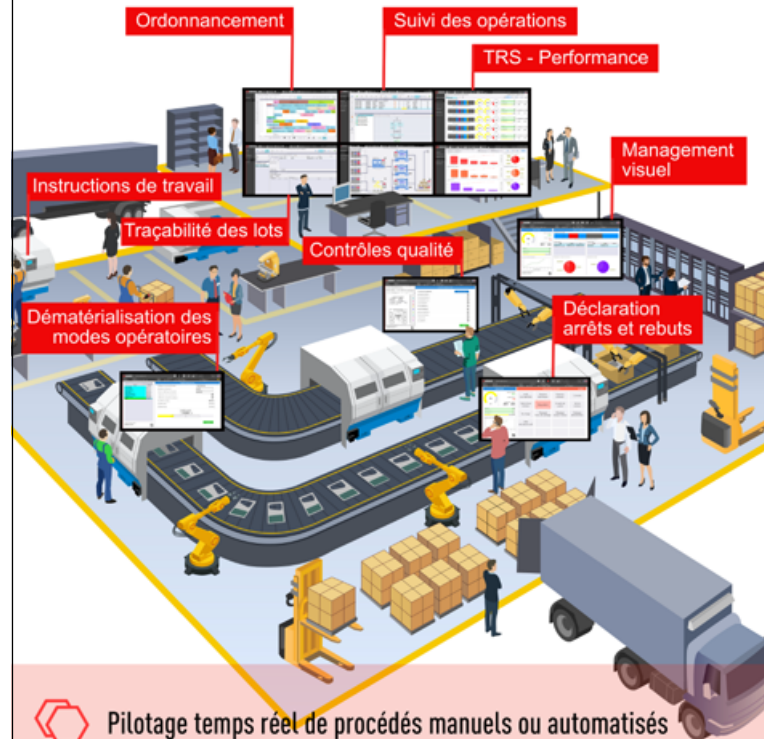 Ordonnancement
Suivi des opérations
TRS - Performance
Management
visuel
Instructions de travail
Traçabilité des lots
Contrôles qualité
Dématérialisation des
modes opératoires
Déclaration
arrêts et rebuts
Pilotage temps réel de procédés manuels ou automatisés